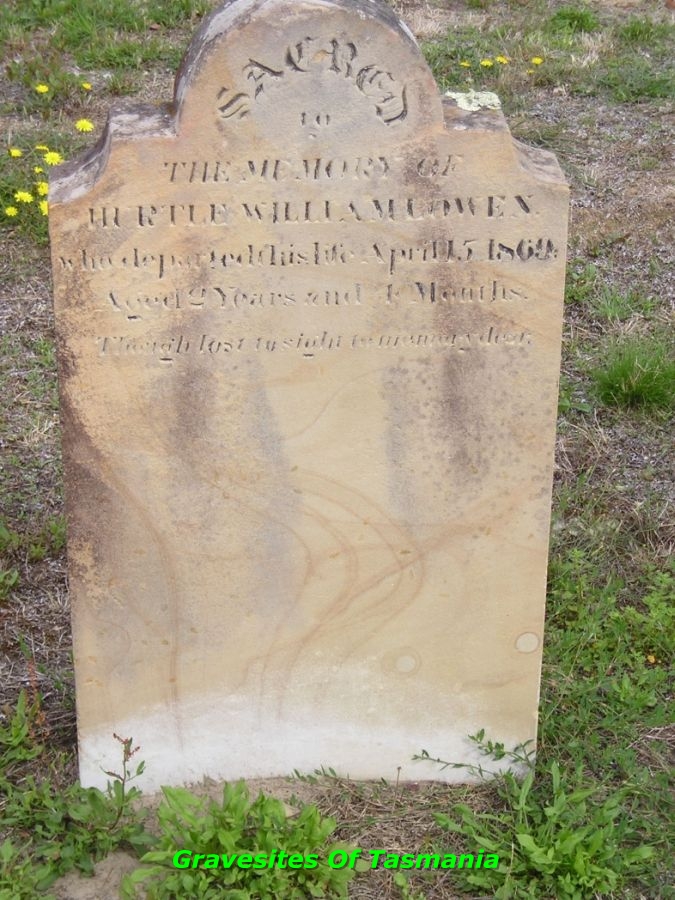 SACRED
to
THE MEMORY OF
HURTLE WILLIAM COWEN.
who departed this life April 15 1869.
Aged 2 Years and 4 Months.
Though lost to sight to memory dear.
Gravesites Of Tasmania